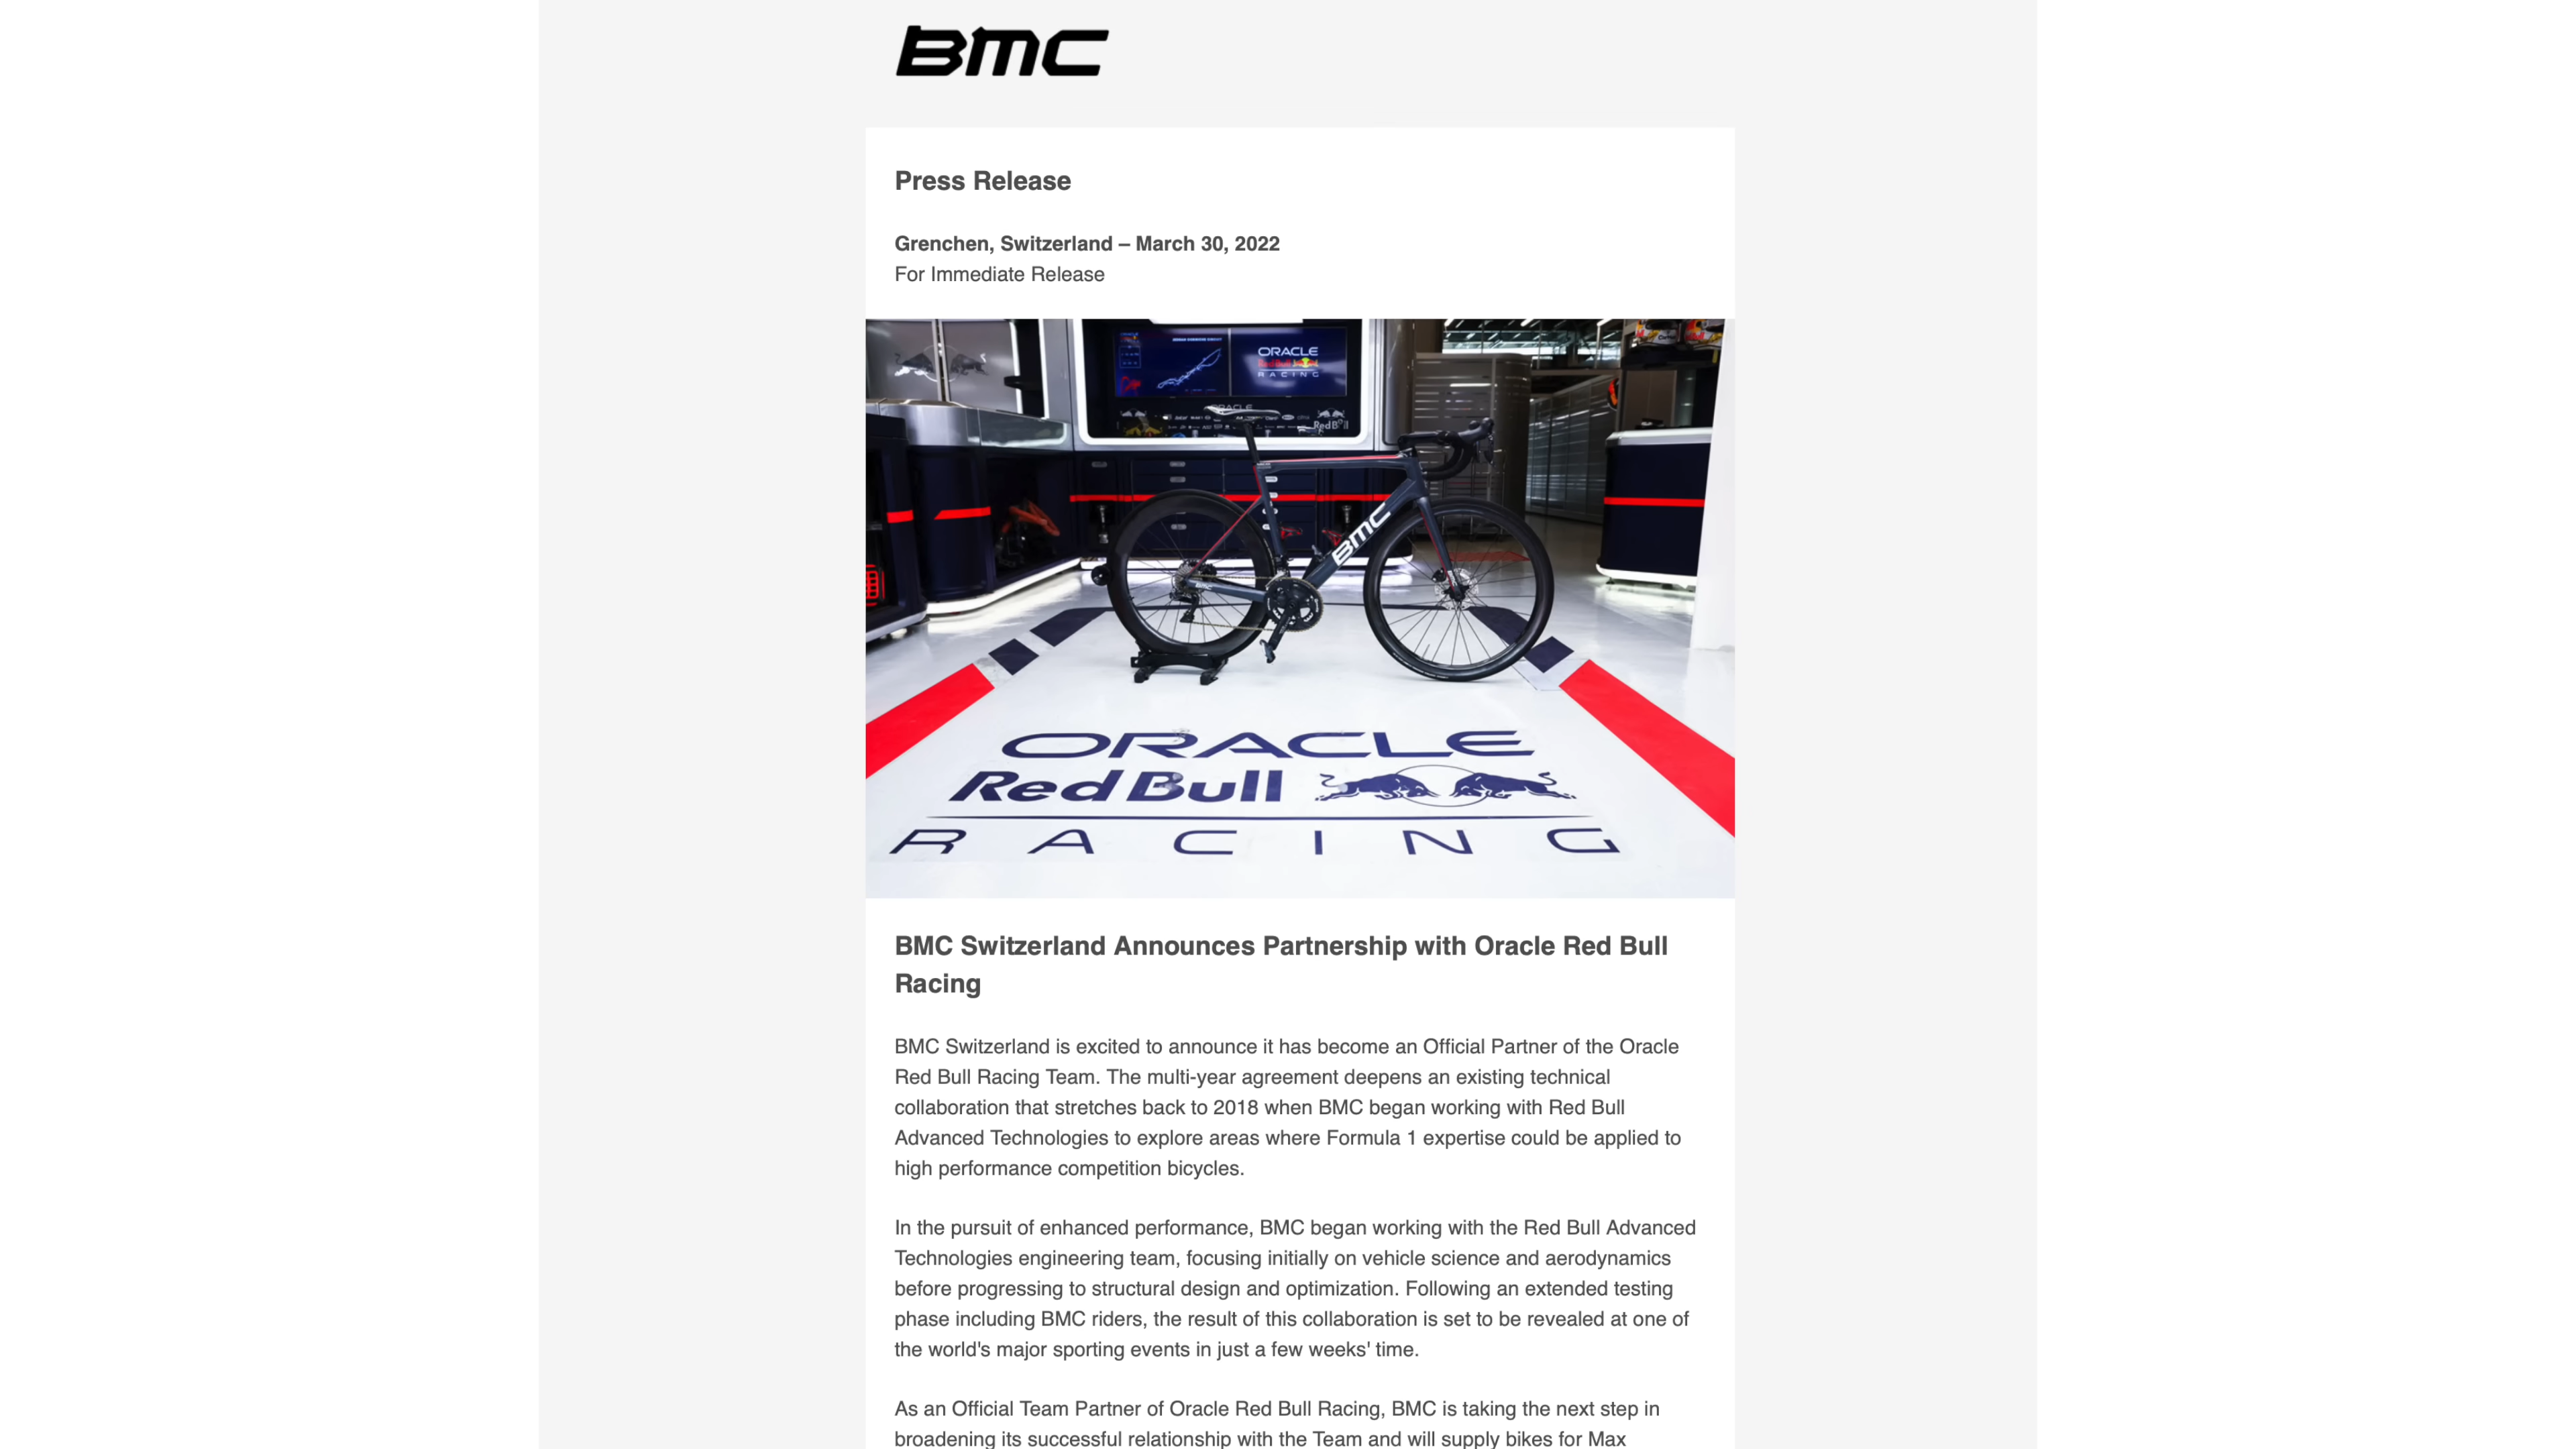 BMC
Press Release
Grenchen, Switzerland – March 30, 2022
For Immediate Release
ORACLE
Red Bull
RACING
ORACLE
RedBull
BMC
ORACLE
Red Bull
RACING
BMC Switzerland Announces Partnership with Oracle Red Bull
Racing
BMC Switzerland is excited to announce it has become an Official Partner of the Oracle
Red Bull Racing Team. The multi-year agreement deepens an existing technical
collaboration that stretches back to 2018 when BMC began working with Red Bull
Advanced Technologies to explore areas where Formula 1 expertise could be applied to
high performance competition bicycles.
In the pursuit of enhanced performance, BMC began working with the Red Bull Advanced
Technologies engineering team, focusing initially on vehicle science and aerodynamics
before progressing to structural design and optimization. Following an extended testing
phase including BMC riders, the result of this collaboration is set to be revealed at one of
the world's major sporting events in just a few weeks' time.
As an Official Team Partner of Oracle Red Bull Racing, BMC is taking the next step in
broadening its successful relationship with the Team and will supply bikes for Max